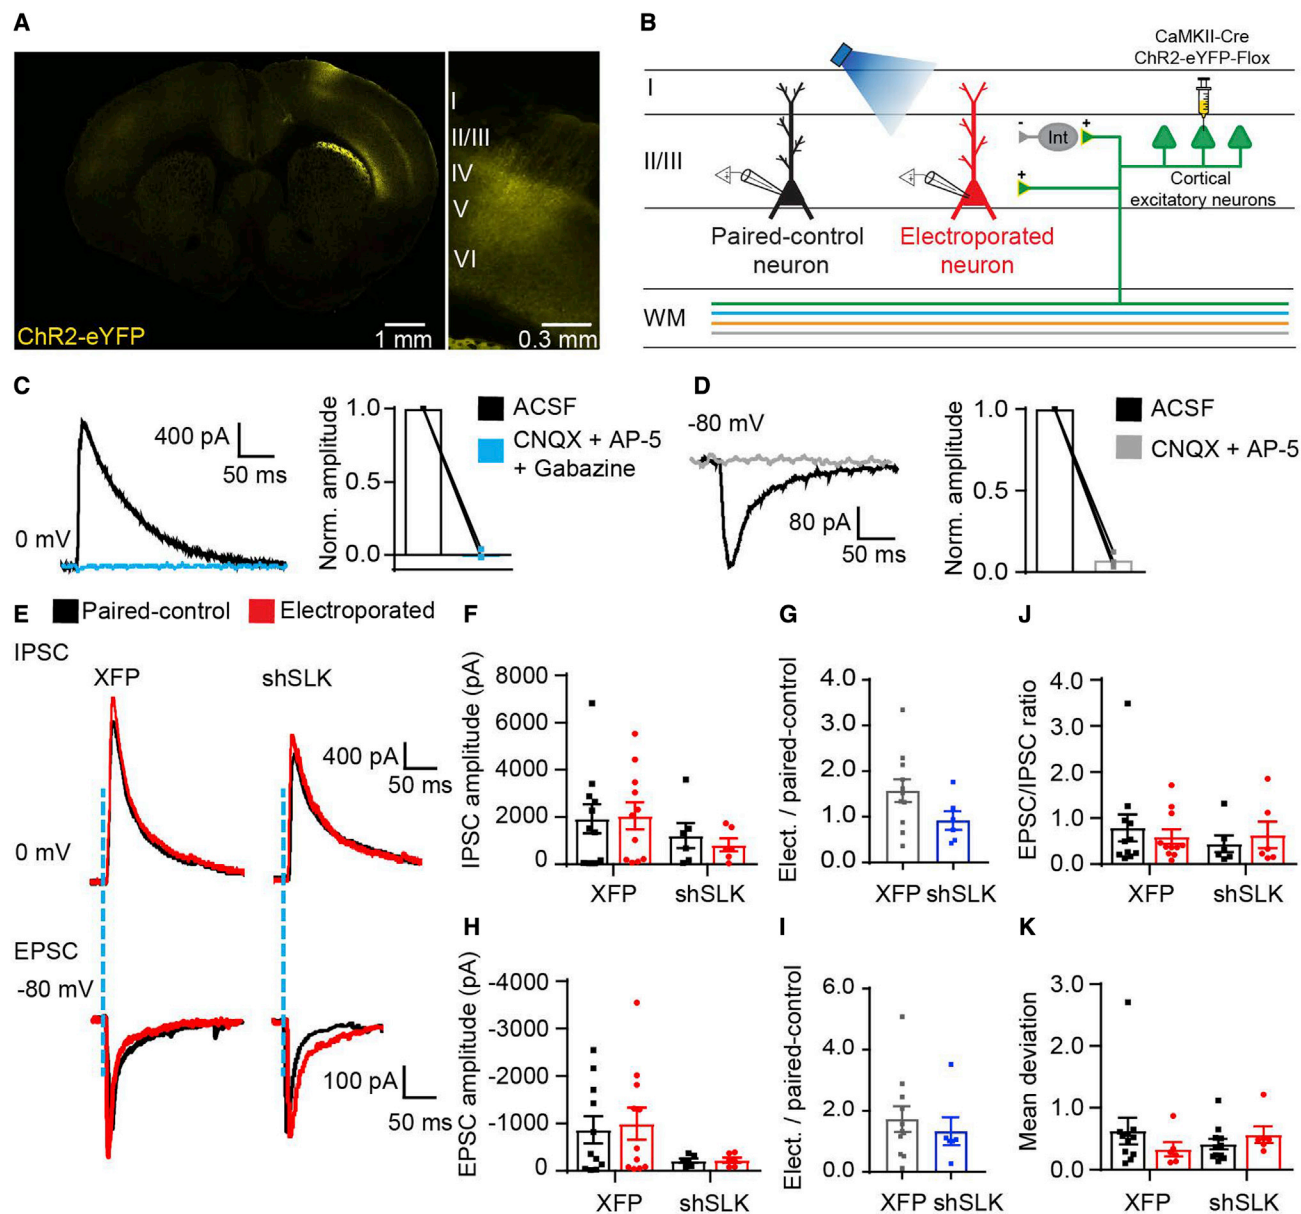 A
I
II/III
IV
V
VI
ChR2-eYFP
1 mm
0.3 mm
B
CaMKII-Cre
ChR2-eYFP-Flox
I
II/III
- Int +
+
Cortical
excitatory neurons
Paired-control
neuron
Electroporated
neuron
WM
C
400 pA
50 ms
0 mV
Norm. amplitude
1.0
0.5
0.0
ACSF
CNQX + AP-5
+ Gabazine
D
-80 mV
80 pA
50 ms
Norm. amplitude
1.0
0.5
0.0
ACSF
CNQX + AP-5
E
Paired-control
Electroporated
IPSC
XFP
shSLK
400 pA
50 ms
0 mV
EPSC
-80 mV
100 pA
50 ms
F
IPSC amplitude (pA)
8000
6000
4000
2000
0
XFP
shSLK
G
Elect. / paired-control
4.0
3.0
2.0
1.0
0.0
XFP shSLK
J
EPSC/IPSC ratio
4.0
3.0
2.0
1.0
0.0
XFP
shSLK
H
EPSC amplitude (pA)
-4000
-3000
-2000
-1000
0
XFP
shSLK
I
Elect. / paired-control
6.0
4.0
2.0
0.0
XFP shSLK
K
Mean deviation
3.0
2.0
1.0
0.0
XFP
shSLK